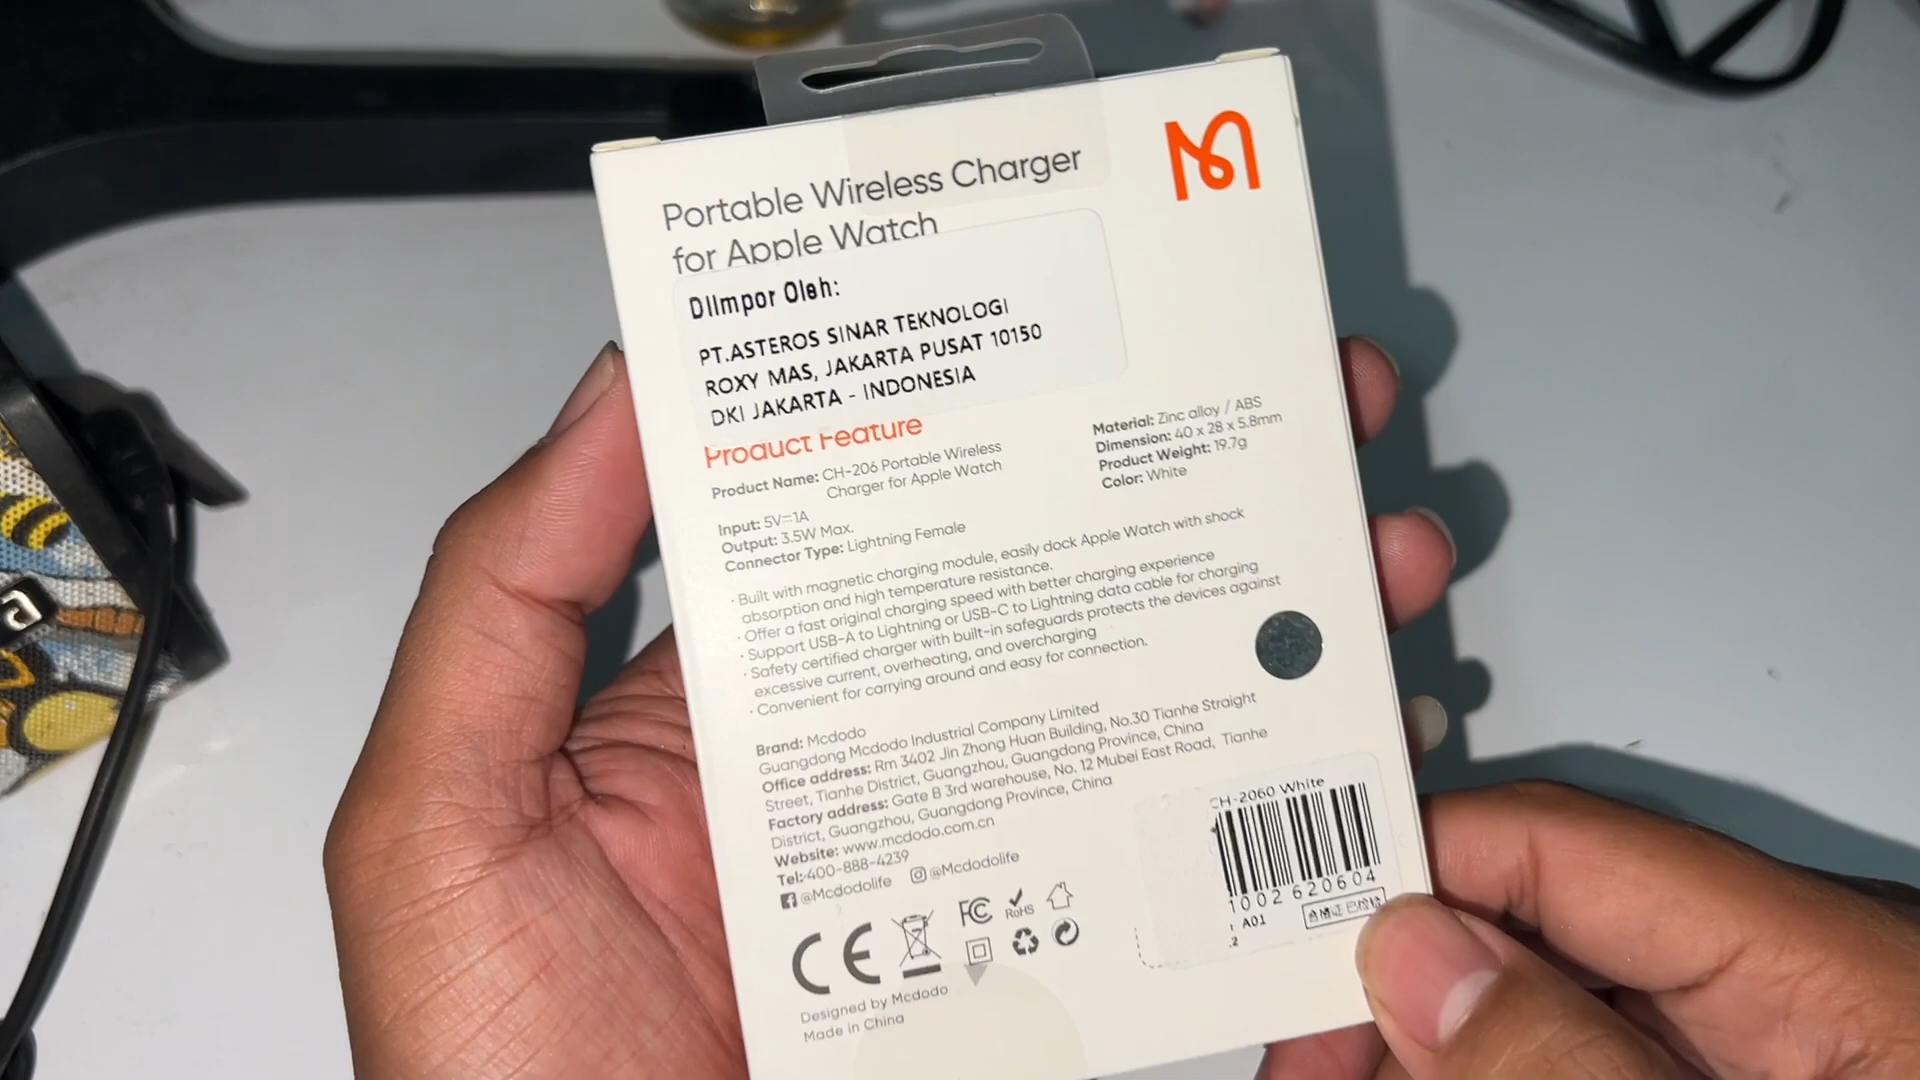 Portable Wireless Charger
for Apple Watch
DIImpor Oleh:
PT.ASTEROS SINAR TEKNOLOGI
ROXY MAS, JAKARTA PUSAT 10150
DKI JAKARTA - INDONESIA
Product Feature
Product Name: CH-206 Portable Wireless
Charger for Apple Watch
Input: 5V⎓1A
Output: 3.5W Max.
Connector Type: Lightning Female
Material: Zinc alloy / ABS
Dimension: 40 x 28 x 5.8mm
Product Weight: 19.7g
Color: White
· Built with magnetic charging module, easily dock Apple Watch with shock
absorption and high temperature resistance.
· Offer a fast original charging speed with better charging experience
· Support USB-A to Lightning or USB-C to Lightning data cable for charging
· Safety certified charger with built-in safeguards protects the devices against
excessive current, overheating, and overcharging
· Convenient for carrying around and easy for connection.
Brand: Mcdodo
Guangdong Mcdodo Industrial Company Limited
Office address: Rm 3402 Jin Zhong Huan Building, No.30 Tianhe Straight
Street, Tianhe District, Guangzhou, Guangdong Province, China
Factory address: Gate B 3rd warehouse, No. 12 Mubei East Road, Tianhe
District, Guangzhou, Guangdong Province, China
Website: www.mcdodo.com.cn
Tel: 400-888-4239
@Mcdodolife @Mcdodolife
CE FC RoHS
Designed by Mcdodo
Made in China
CH-2060 White
1002620604
A01
.2